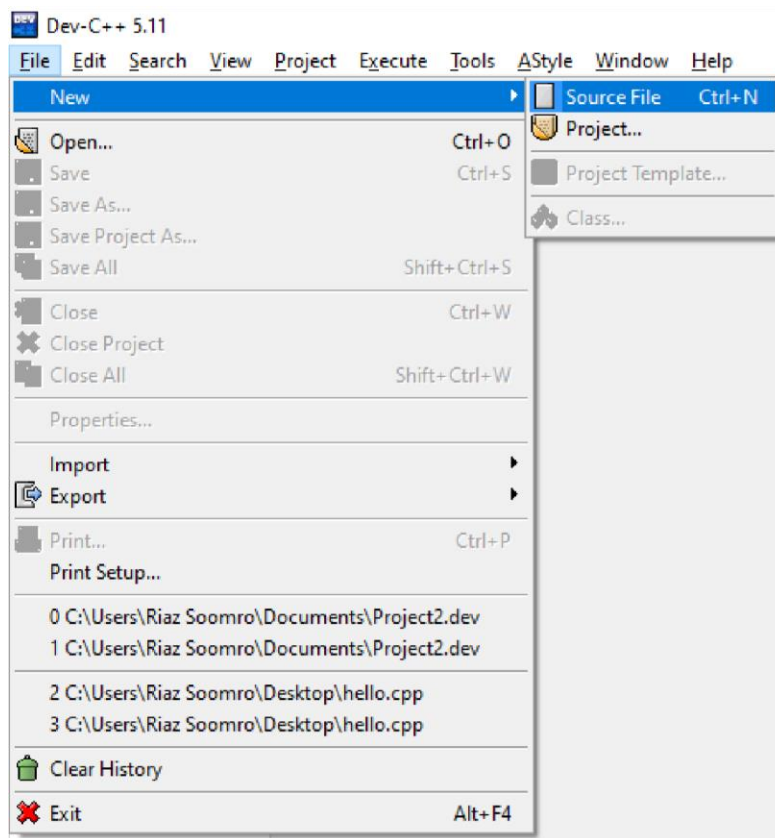 Dev-C++ 5.11
File Edit Search View Project Execute Tools AStyle Window Help
New
Source File Ctrl+N
Project...
Project Template...
Class...
Open... Ctrl+O
Save Ctrl+S
Save As...
Save Project As...
Save All Shift+Ctrl+S
Close Ctrl+W
Close Project
Close All Shift+Ctrl+W
Properties...
Import
Export
Print... Ctrl+P
Print Setup...
0 C:\Users\Riaz Soomro\Documents\Project2.dev
1 C:\Users\Riaz Soomro\Documents\Project2.dev
2 C:\Users\Riaz Soomro\Desktop\hello.cpp
3 C:\Users\Riaz Soomro\Desktop\hello.cpp
Clear History
Exit Alt+F4